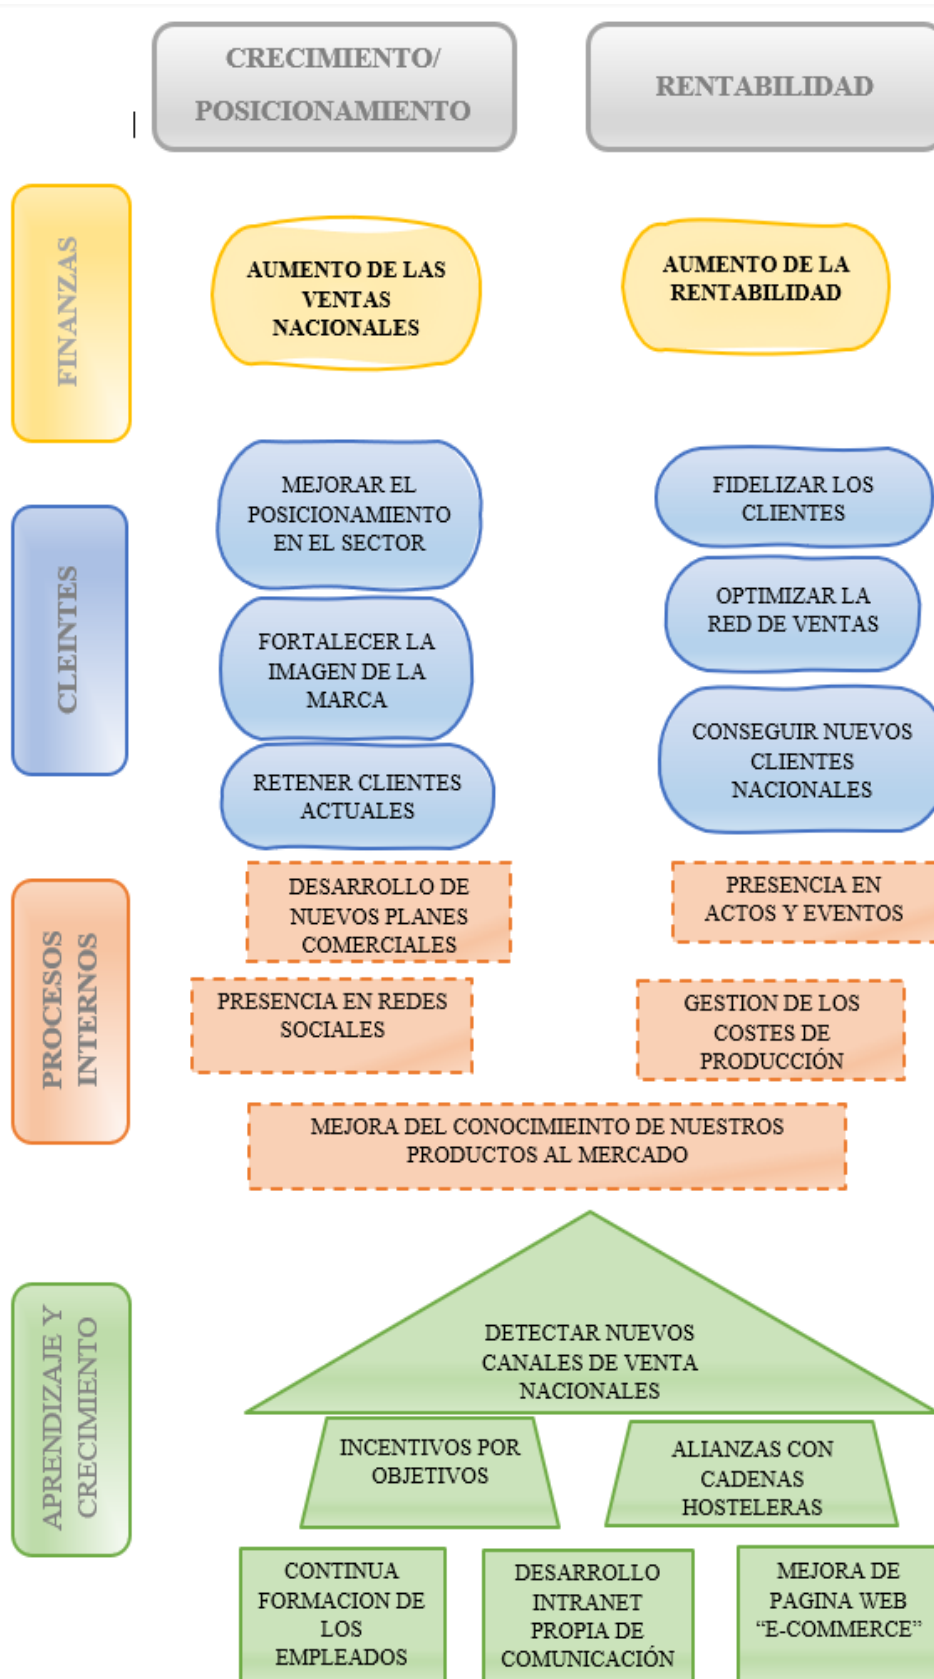 CRECIMIENTO/
POSICIONAMIENTO
RENTABILIDAD
FINANZAS
AUMENTO DE LAS
VENTAS
NACIONALES
AUMENTO DE LA
RENTABILIDAD
CLEINTES
MEJORAR EL
POSICIONAMIENTO
EN EL SECTOR
FIDELIZAR LOS
CLIENTES
FORTALECER LA
IMAGEN DE LA
MARCA
OPTIMIZAR LA
RED DE VENTAS
RETENER CLIENTES
ACTUALES
CONSEGUIR NUEVOS
CLIENTES
NACIONALES
PROCESOS
INTERNOS
DESARROLLO DE
NUEVOS PLANES
COMERCIALES
PRESENCIA EN
ACTOS Y EVENTOS
PRESENCIA EN REDES
SOCIALES
GESTION DE LOS
COSTES DE
PRODUCCIÓN
MEJORA DEL CONOCIMIEINTO DE NUESTROS
PRODUCTOS AL MERCADO
APRENDIZAJE Y
CRECIMIENTO
DETECTAR NUEVOS
CANALES DE VENTA
NACIONALES
INCENTIVOS POR
OBJETIVOS
ALIANZAS CON
CADENAS
HOSTELERAS
CONTINUA
FORMACION DE
LOS
EMPLEADOS
DESARROLLO
INTRANET
PROPIA DE
COMUNICACIÓN
MEJORA DE
PAGINA WEB
“E-COMMERCE”